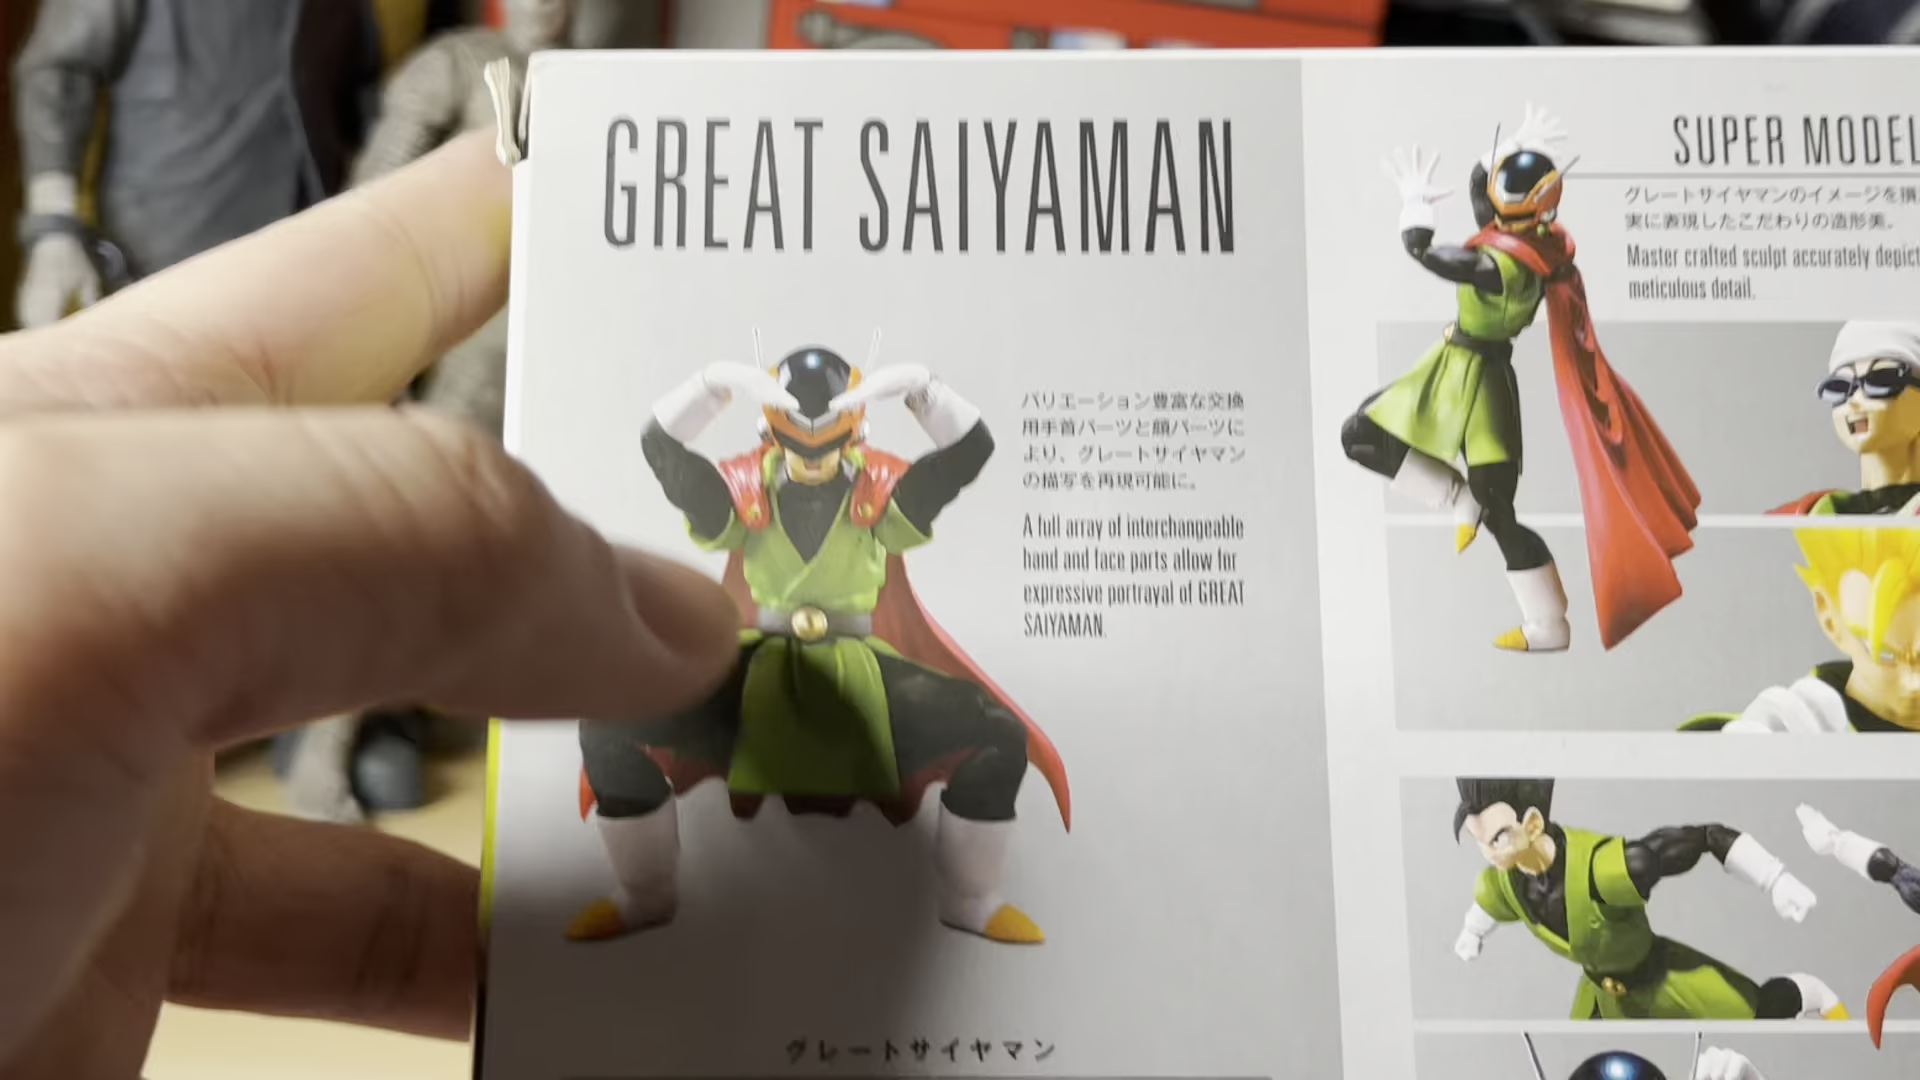 GREAT SAIYAMAN
バリエーション豊富な交換
用手首パーツと顔パーツに
より、グレートサイヤマン
の描写を再現可能に。
A full array of interchangeable
hand and face parts allow for
expressive portrayal of GREAT
SAIYAMAN.
グレートサイヤマン
SUPER MODEL
グレートサイヤマンのイメージを損
実に表現したこだわりの造形美。
Master crafted sculpt accurately depict
meticulous detail.